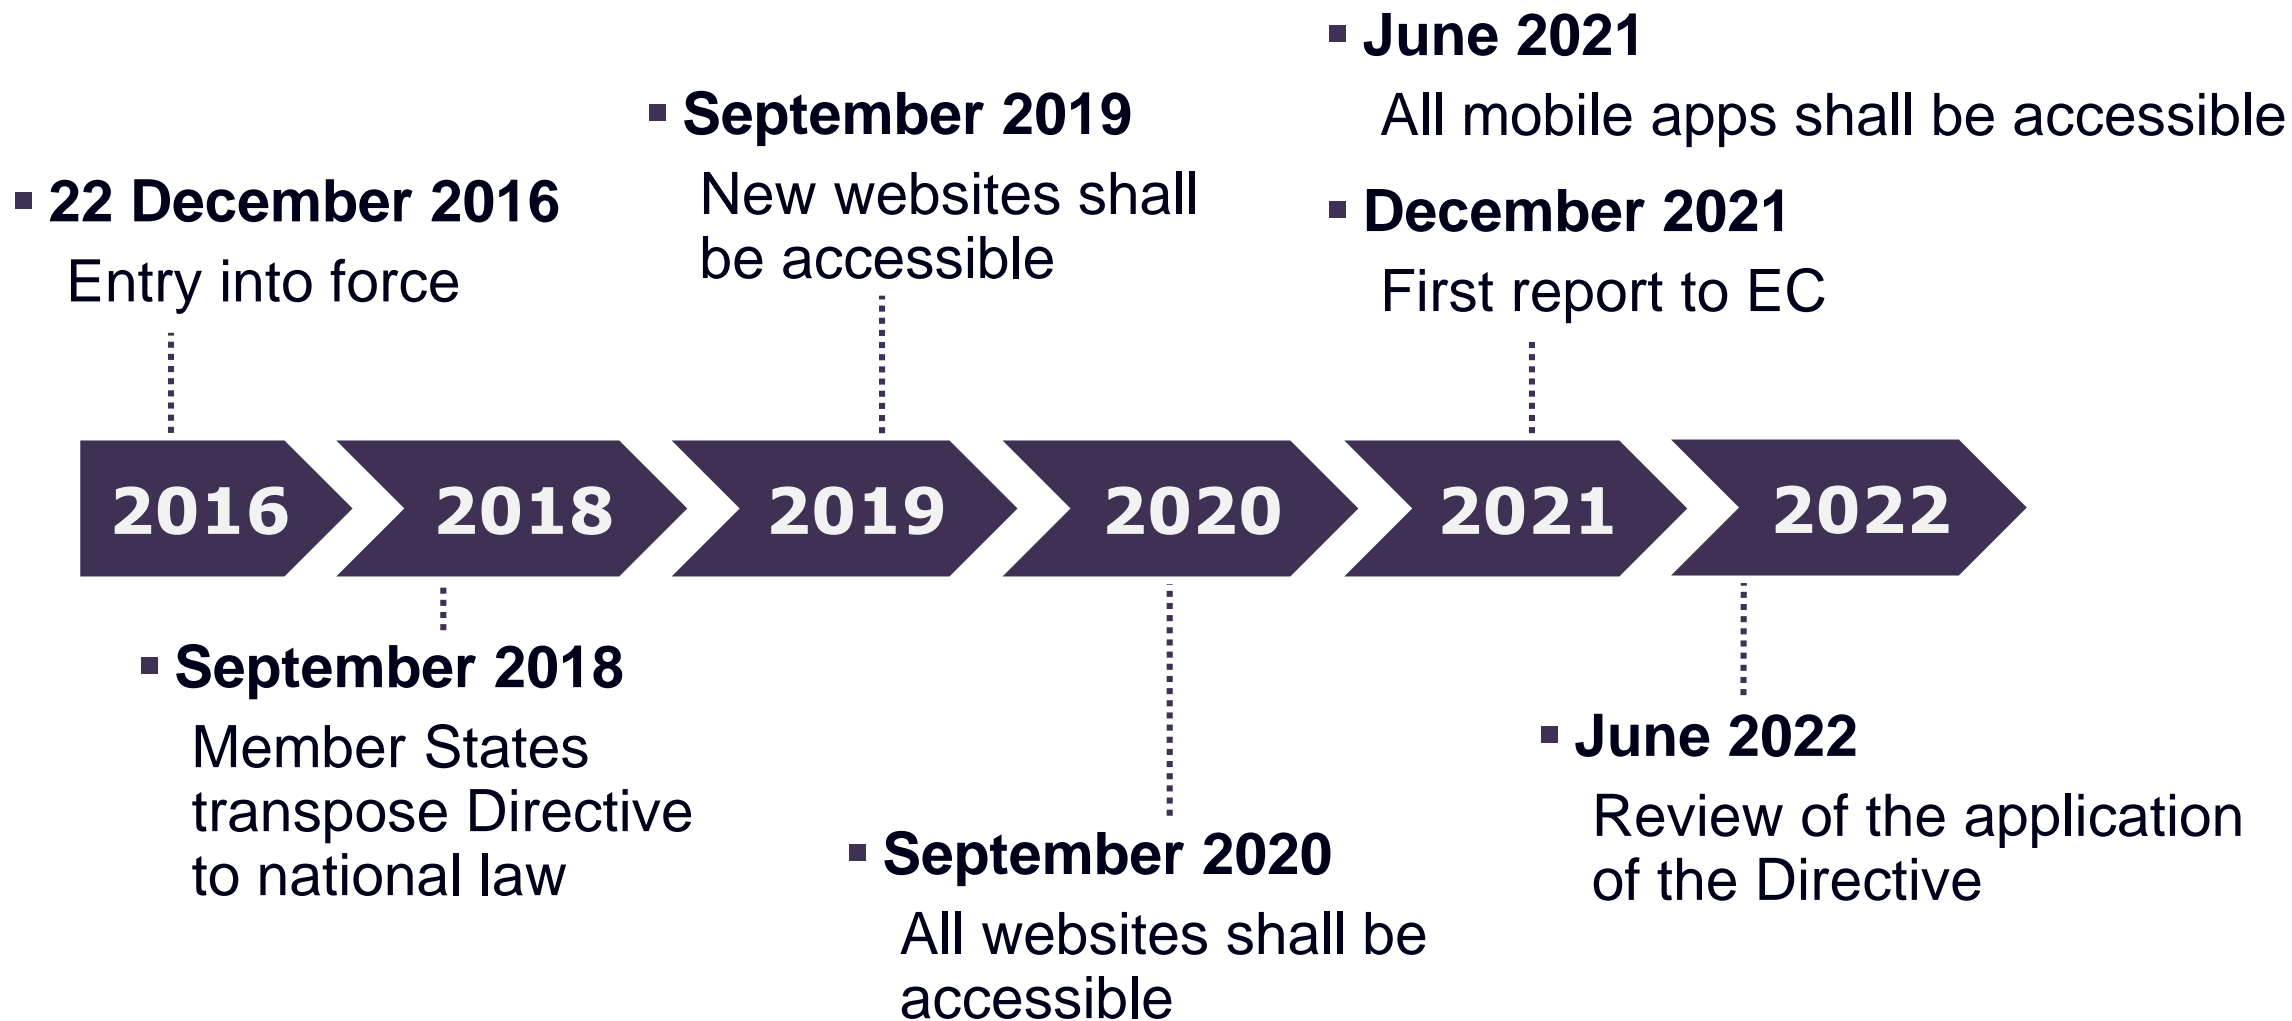 22 December 2016
Entry into force
September 2019
New websites shall
be accessible
June 2021
All mobile apps shall be accessible
December 2021
First report to EC
2016
2018
2019
2020
2021
2022
September 2018
Member States
transpose Directive
to national law
September 2020
All websites shall be
accessible
June 2022
Review of the application
of the Directive